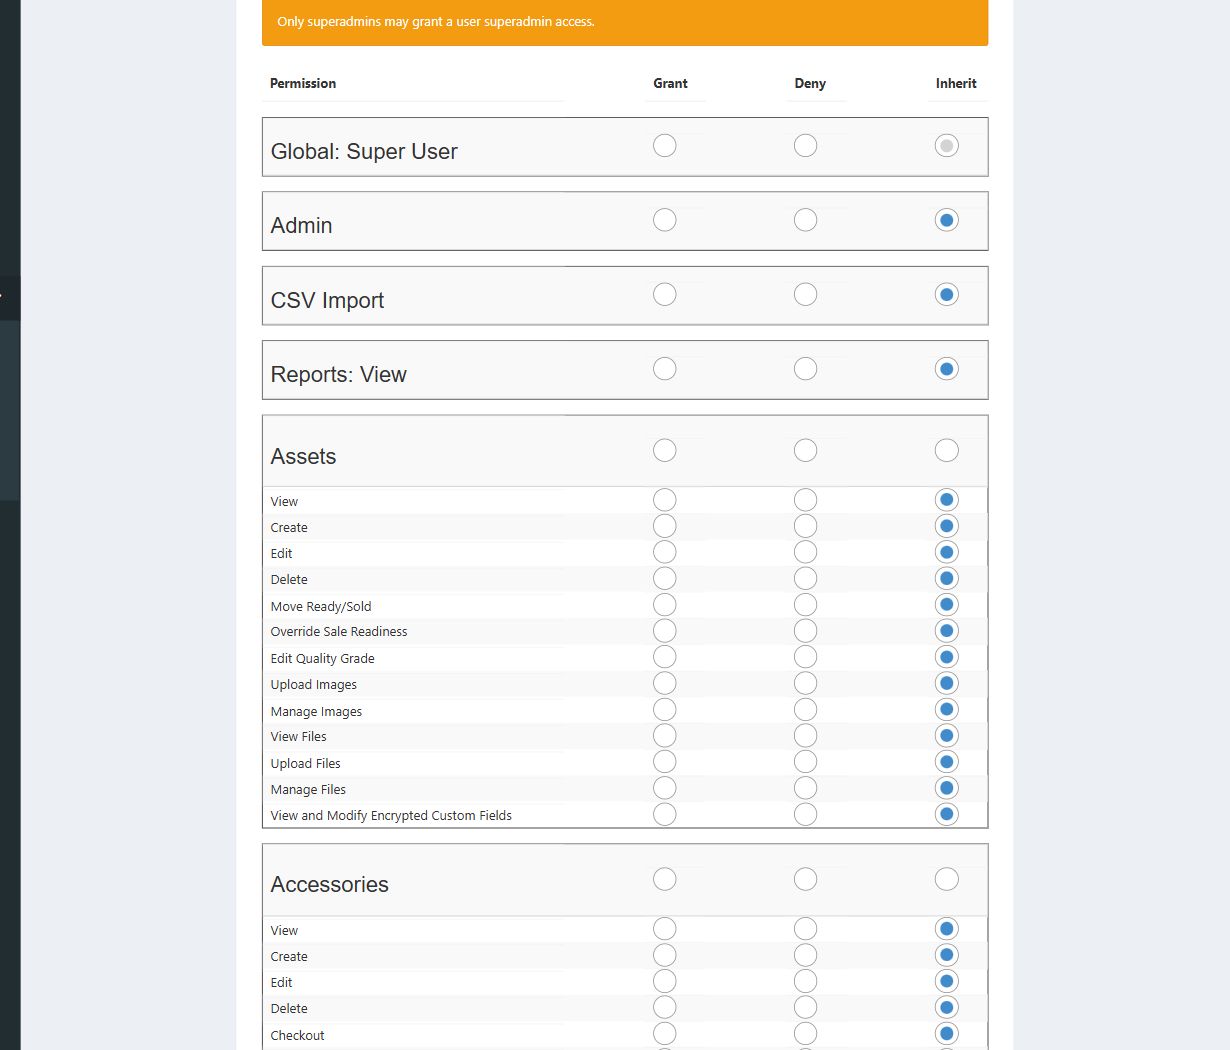 Only superadmins may grant a user superadmin access.
Permission Grant Deny Inherit
Global: Super User
Admin
CSV Import
Reports: View
Assets
View
Create
Edit
Delete
Move Ready/Sold
Override Sale Readiness
Edit Quality Grade
Upload Images
Manage Images
View Files
Upload Files
Manage Files
View and Modify Encrypted Custom Fields
Accessories
View
Create
Edit
Delete
Checkout